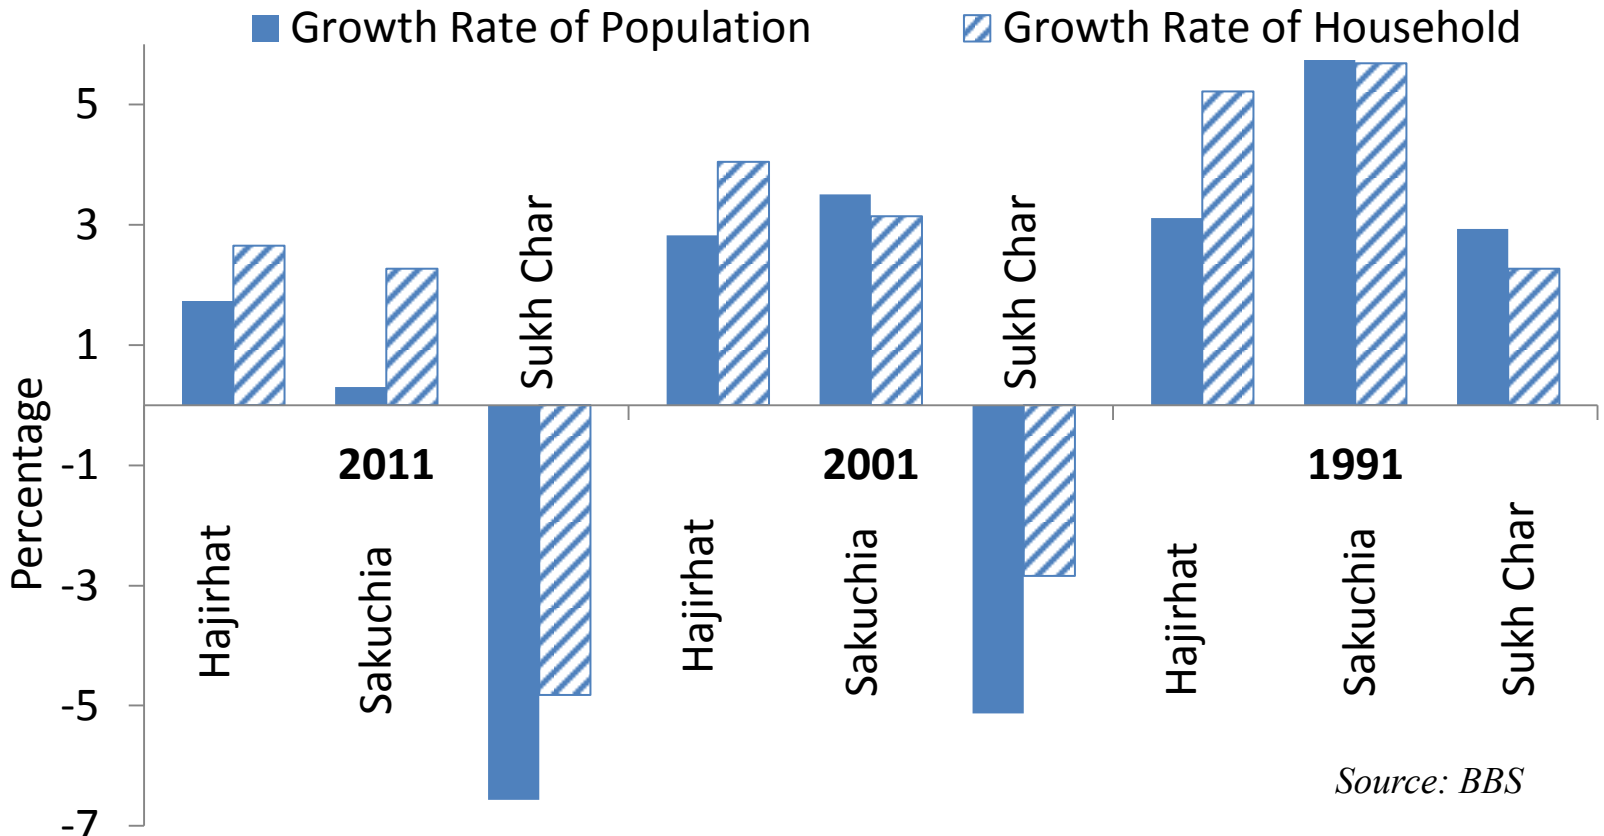 Growth Rate of Population
Growth Rate of Household
Percentage
5
3
1
-1
-3
-5
-7
Sukh Char
Sukh Char
2011
2001
1991
Hajirhat
Sakuchia
Hajirhat
Sakuchia
Hajirhat
Sakuchia
Sukh Char
Source: BBS